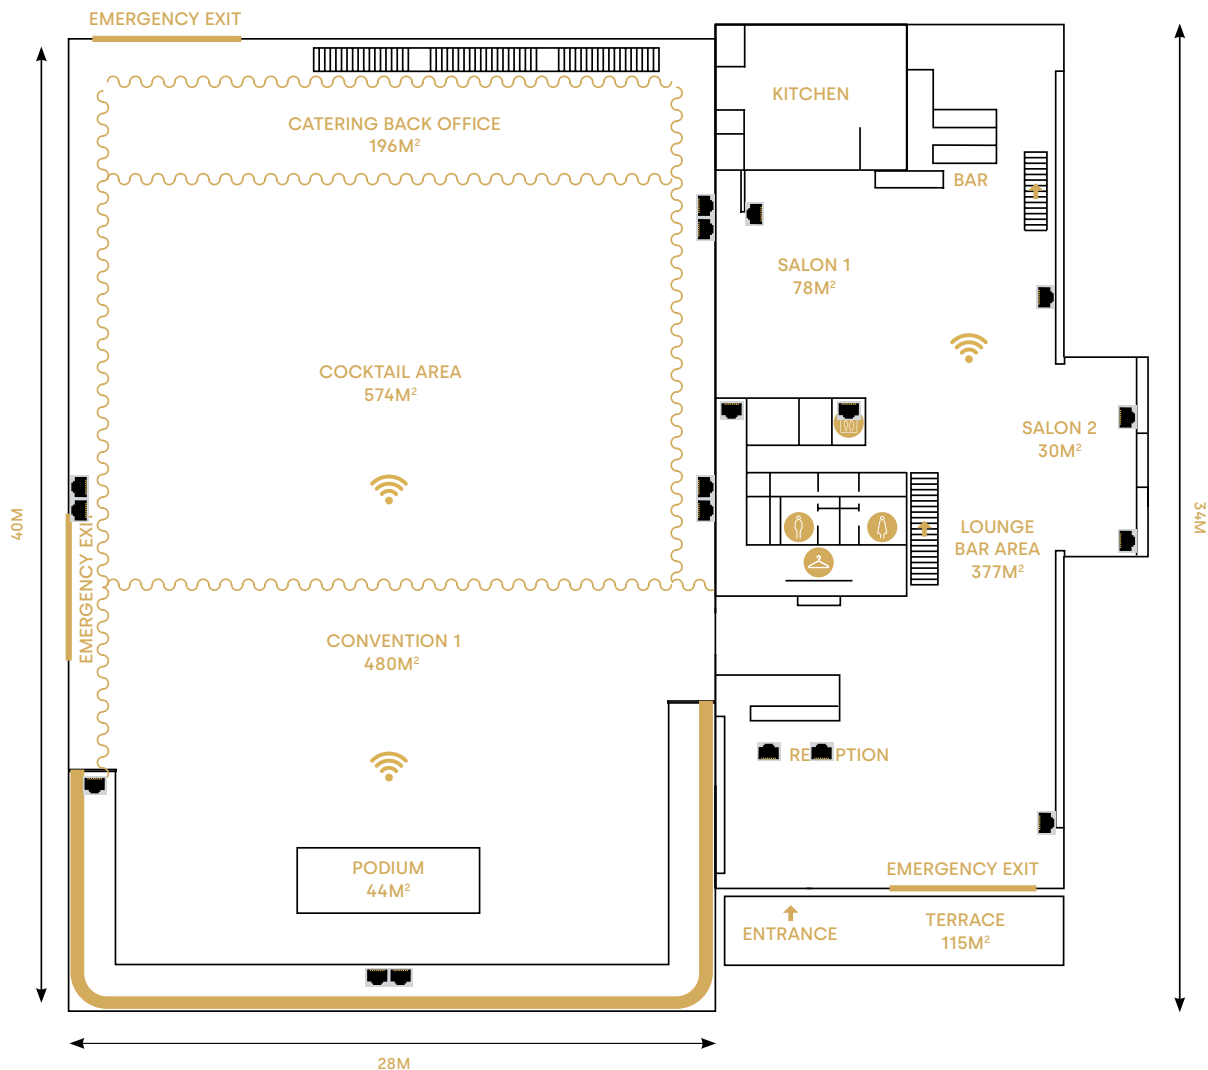 EMERGENCY EXIT
KITCHEN
CATERING BACK OFFICE
196M²
BAR
SALON 1
78M²
COCKTAIL AREA
574M²
SALON 2
30M²
40M
34M
EMERGENCY EXIT
LOUNGE
BAR AREA
377M²
CONVENTION 1
480M²
RE PTION
PODIUM
44M²
EMERGENCY EXIT
ENTRANCE
TERRACE
115M²
28M